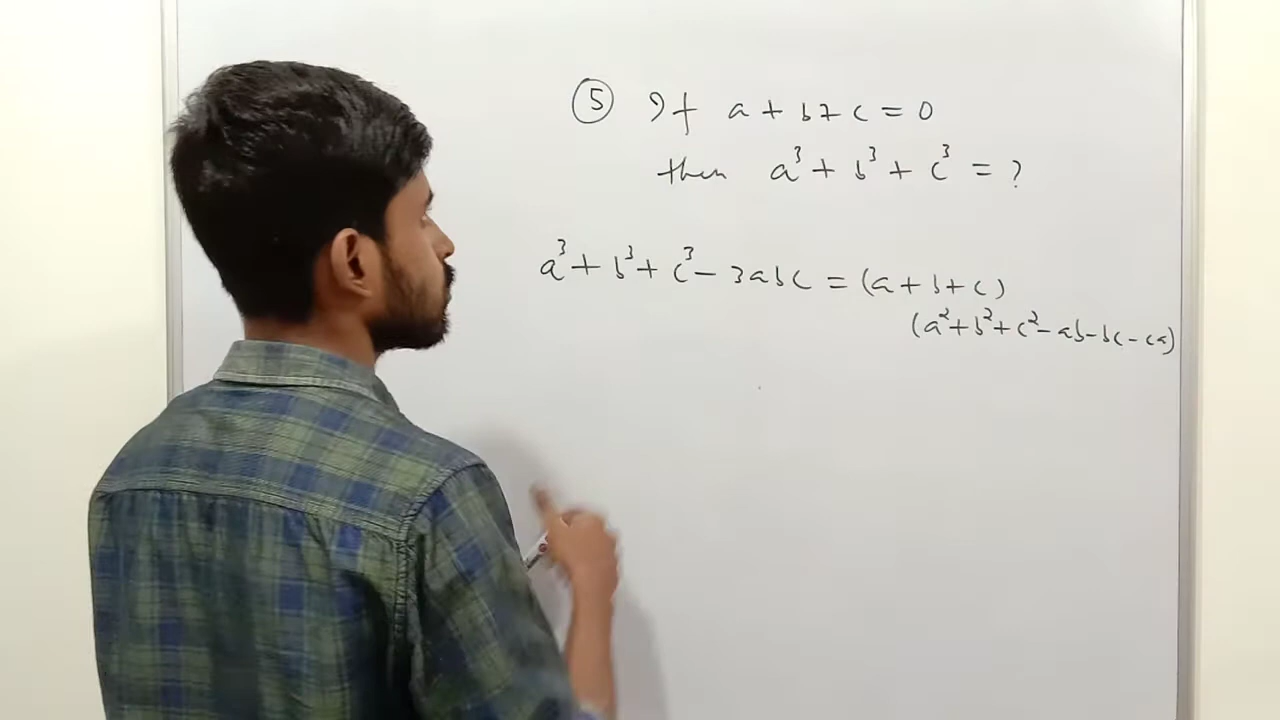 ⑤ If a + b + c = 0
then a³ + b³ + c³ = ?
a³ + b³ + c³ - 3abc = (a + b + c)
(a² + b² + c² - ab - bc - ca)